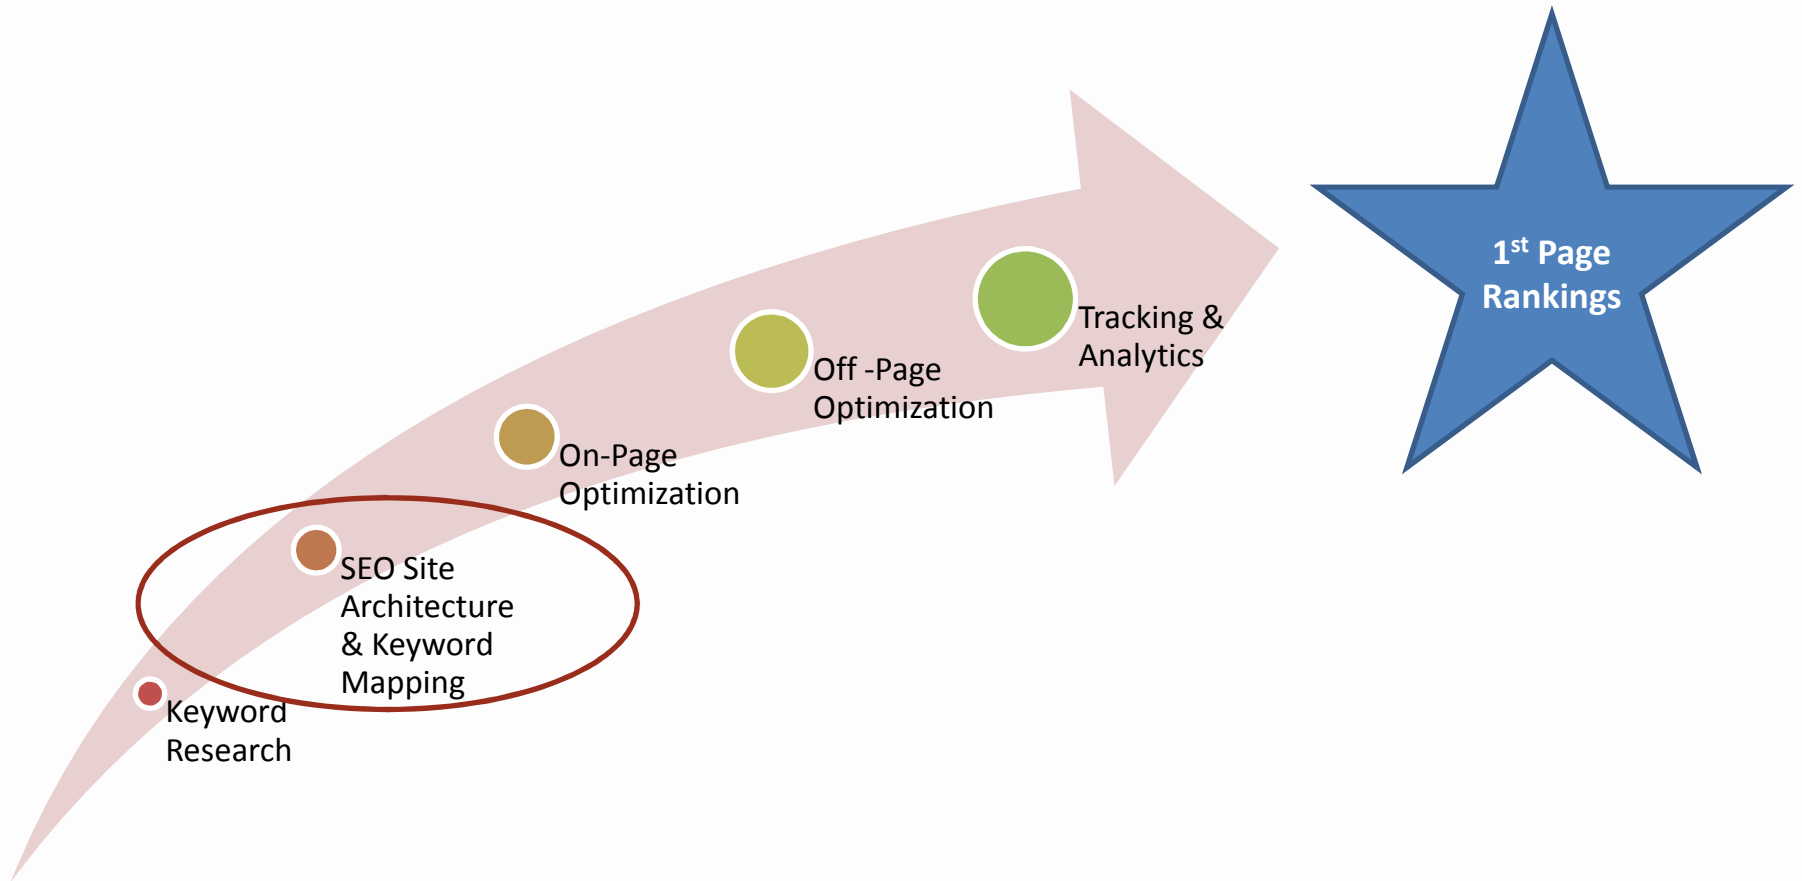 1st Page
Rankings
Tracking &
Analytics
Off -Page
Optimization
On-Page
Optimization
SEO Site
Architecture
& Keyword
Mapping
Keyword
Research